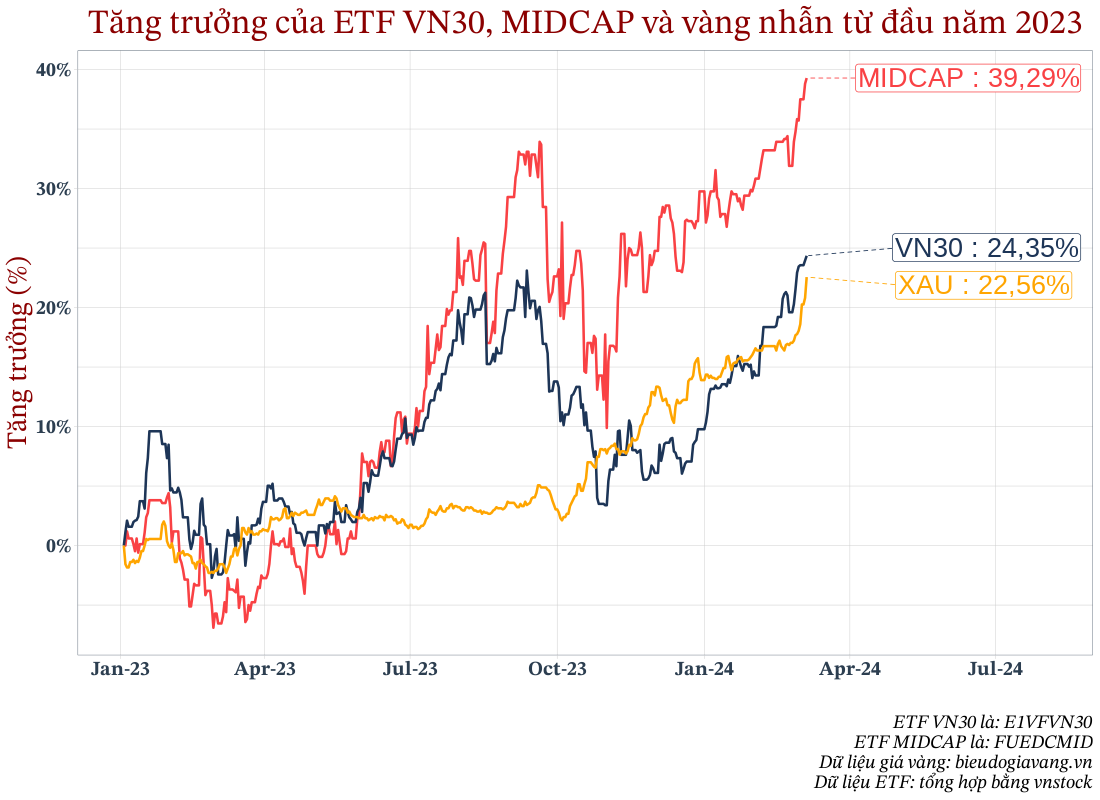 Tăng trưởng của ETF VN30, MIDCAP và vàng nhẫn từ đầu năm 2023
Tăng trưởng (%)
40%
30%
20%
10%
0%
MIDCAP : 39,29%
VN30 : 24,35%
XAU : 22,56%
Jan-23 Apr-23 Jul-23 Oct-23 Jan-24 Apr-24 Jul-24
ETF VN30 là: E1VFVN30
ETF MIDCAP là: FUEDCMID
Dữ liệu giá vàng: bieudogiavang.vn
Dữ liệu ETF: tổng hợp bằng vnstock